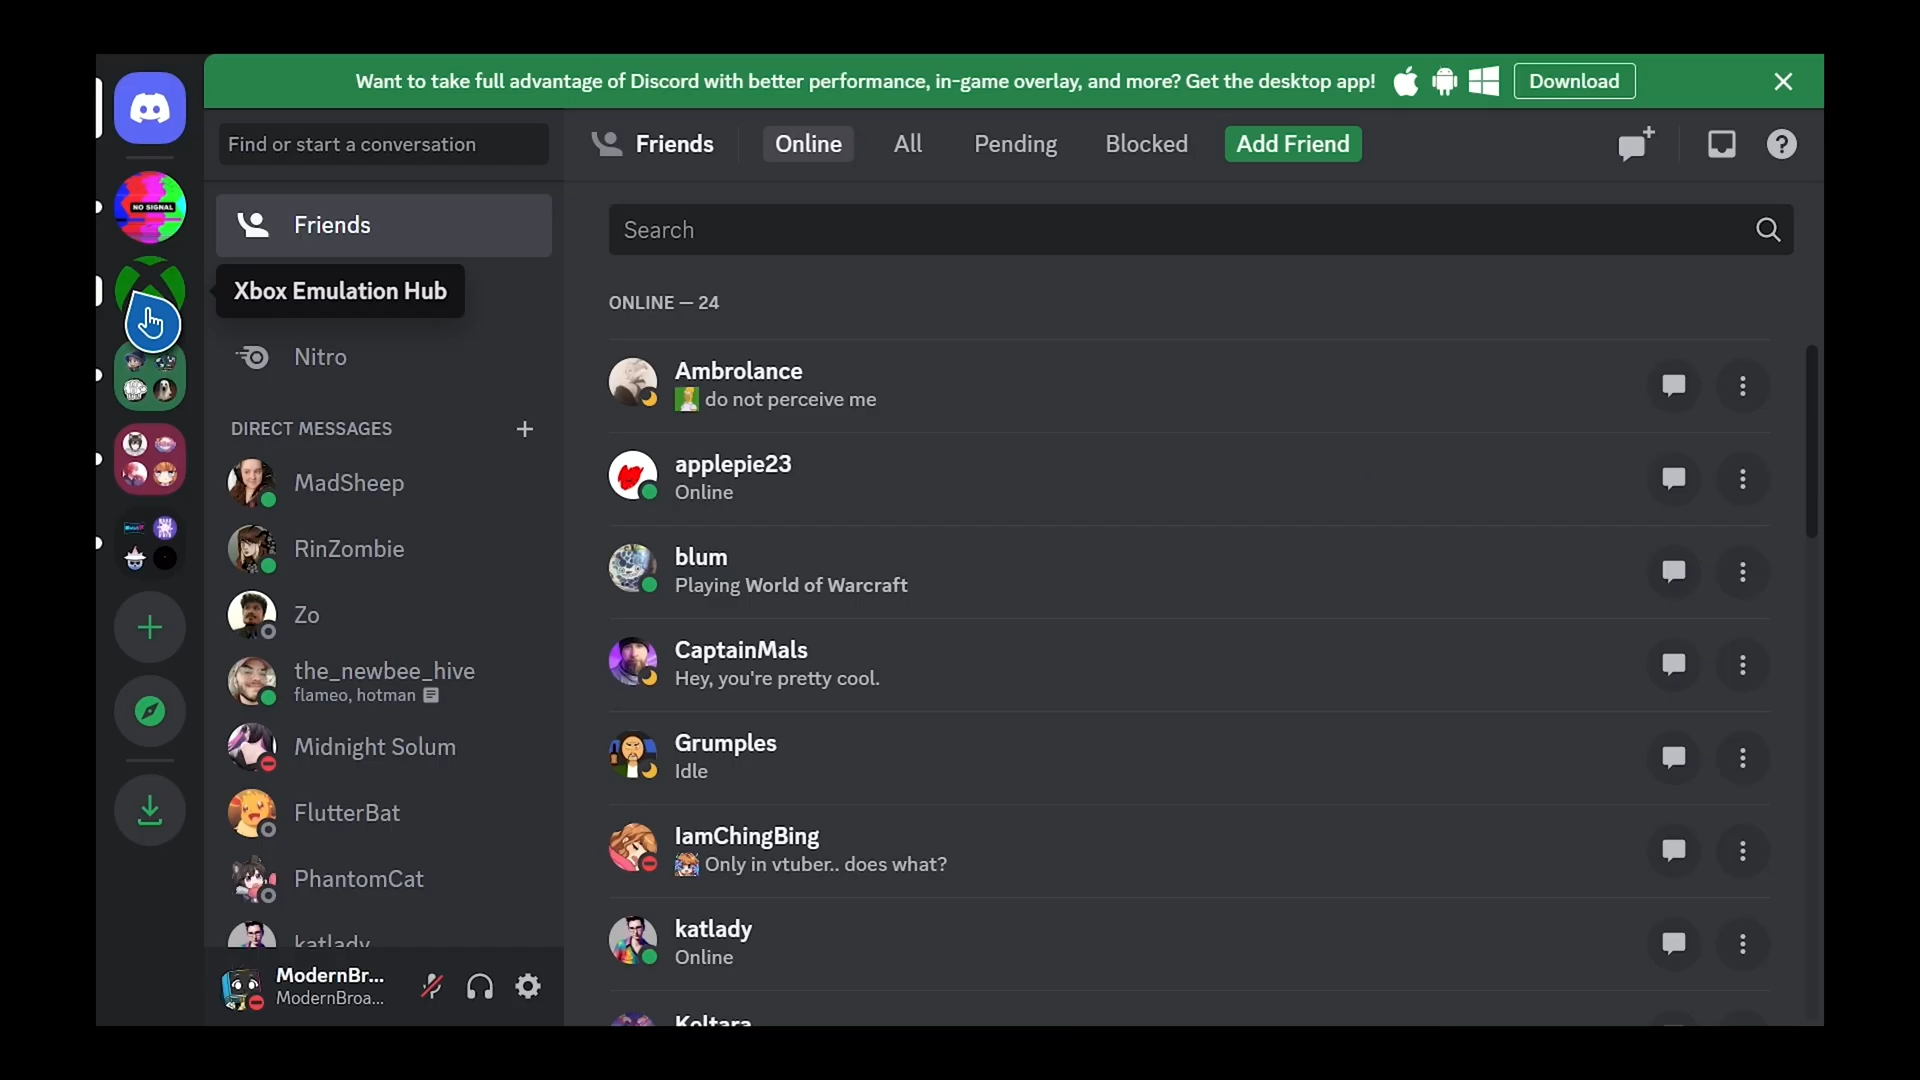 Want to take full advantage of Discord with better performance, in-game overlay, and more? Get the desktop app!
Download
Find or start a conversation
Friends
Online
All
Pending
Blocked
Add Friend
NO SIGNAL
Friends
Search
Xbox Emulation Hub
ONLINE — 24
Nitro
DIRECT MESSAGES
MadSheep
RinZombie
Zo
the_newbee_hive
flameo, hotman
Midnight Solum
FlutterBat
PhantomCat
katlady
ModernBr...
ModernBroa...
Ambrolance
do not perceive me
applepie23
Online
blum
Playing World of Warcraft
CaptainMals
Hey, you're pretty cool.
Grumples
Idle
IamChingBing
Only in vtuber.. does what?
katlady
Online
Keltara